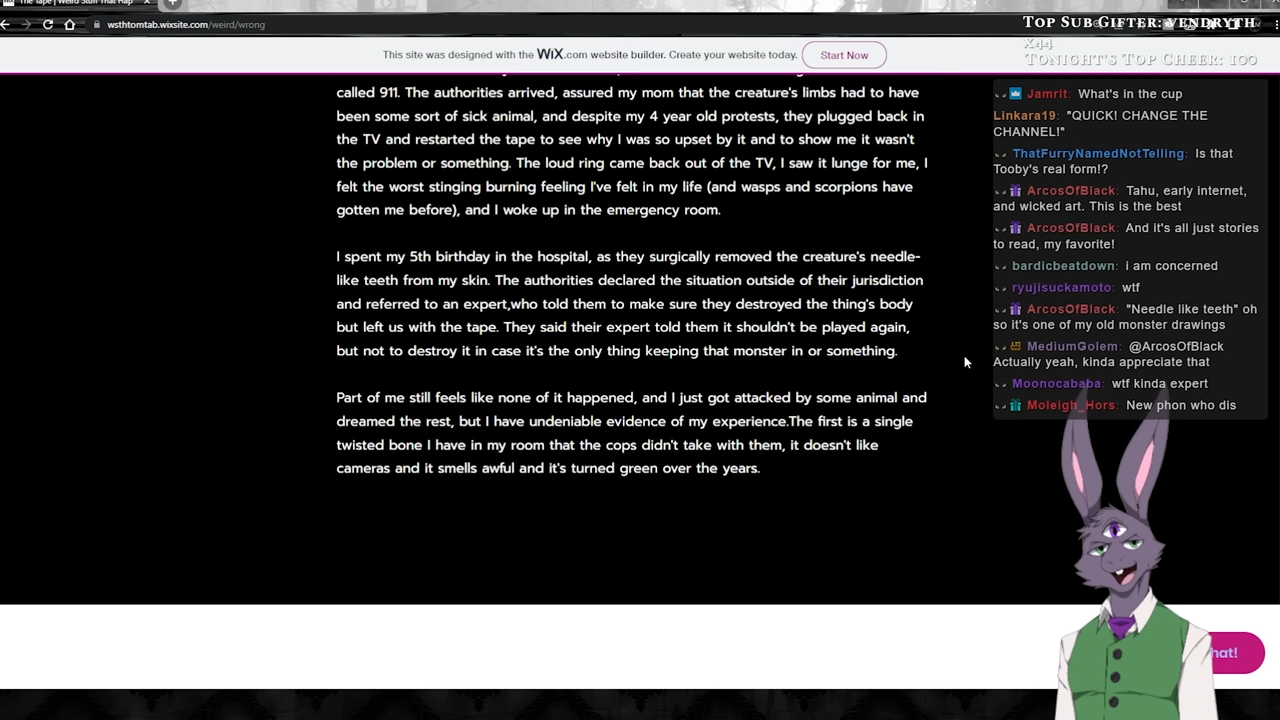 The Tape | Weird Stuff That Hap
wsthtomtab.wixsite.com/weird/wrong
TOP SUB GIFTER: VENDRYTH
X44
TONIGHT'S TOP CHEER: 100
This site was designed with the WiX.com website builder. Create your website today.
Start Now
called 911. The authorities arrived, assured my mom that the creature's limbs had to have
been some sort of sick animal, and despite my 4 year old protests, they plugged back in
the TV and restarted the tape to see why I was so upset by it and to show me it wasn't
the problem or something. The loud ring came back out of the TV, I saw it lunge for me, I
felt the worst stinging burning feeling I've felt in my life (and wasps and scorpions have
gotten me before), and I woke up in the emergency room.
I spent my 5th birthday in the hospital, as they surgically removed the creature's needle-
like teeth from my skin. The authorities declared the situation outside of their jurisdiction
and referred to an expert,who told them to make sure they destroyed the thing's body
but left us with the tape. They said their expert told them it shouldn't be played again,
but not to destroy it in case it's the only thing keeping that monster in or something.
Part of me still feels like none of it happened, and I just got attacked by some animal and
dreamed the rest, but I have undeniable evidence of my experience.The first is a single
twisted bone I have in my room that the cops didn't take with them, it doesn't like
cameras and it smells awful and it's turned green over the years.
Jamrit: What's in the cup
Linkara19: "QUICK! CHANGE THE
CHANNEL!"
ThatFurryNamedNotTelling: Is that
Tooby's real form!?
ArcosOfBlack: Tahu, early internet,
and wicked art. This is the best
ArcosOfBlack: And it's all just stories
to read, my favorite!
bardicbeatdown: i am concerned
ryujisuckamoto: wtf
ArcosOfBlack: "Needle like teeth" oh
so it's one of my old monster drawings
MediumGolem: @ArcosOfBlack
Actually yeah, kinda appreciate that
Moonocababa: wtf kinda expert
Moleigh_Hors: New phon who dis
hat!